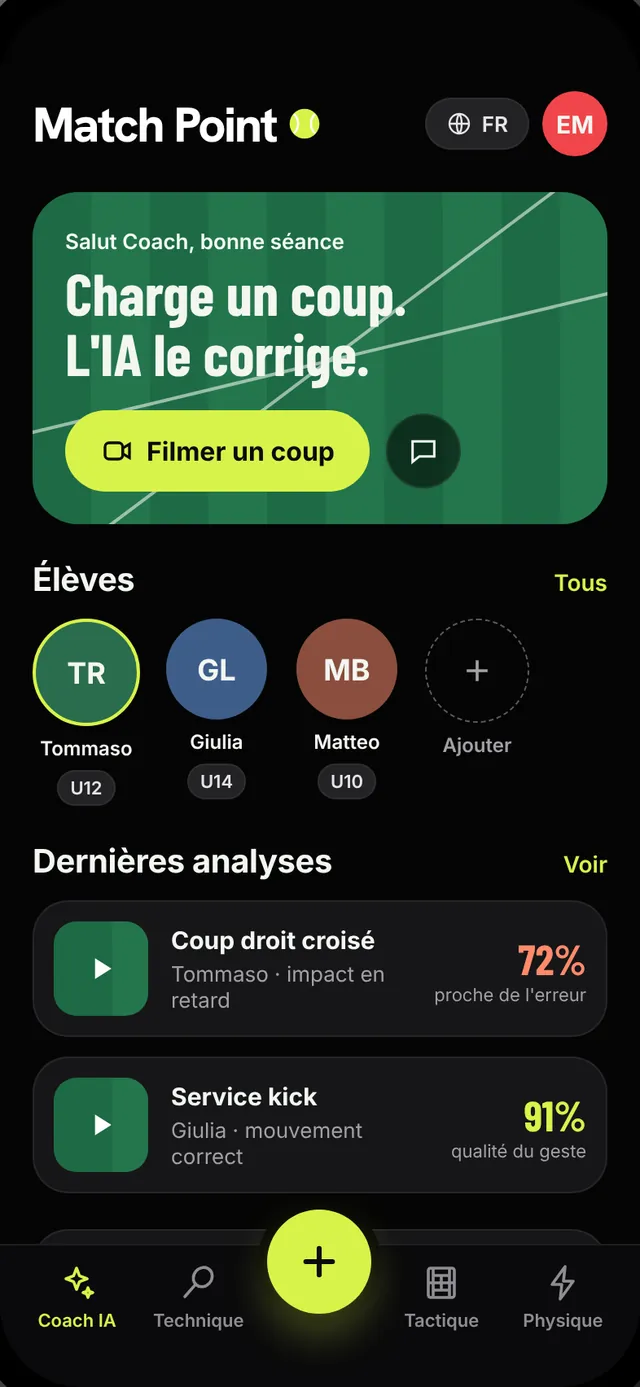 Match Point
FR
EM
Salut Coach, bonne séance
Charge un coup.
L'IA le corrige.
Filmer un coup
Élèves
Tous
TR
GL
MB
Tommaso
Giulia
Matteo
Ajouter
U12
U14
U10
Dernières analyses
Voir
Coup droit croisé
Tommaso · impact en
retard
72%
proche de l'erreur
Service kick
Giulia · mouvement
correct
91%
qualité du geste
Coach IA
Technique
Tactique
Physique